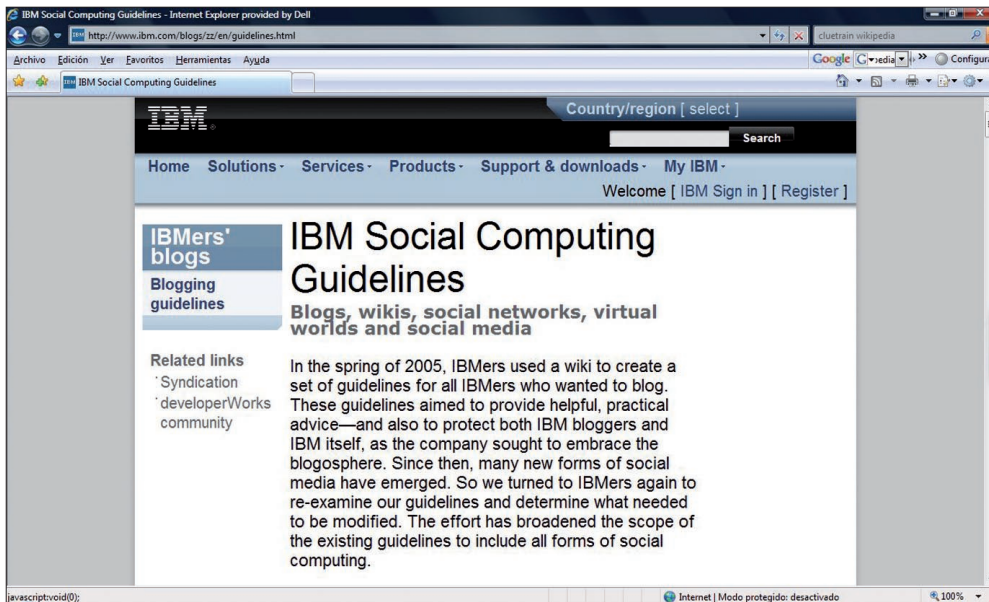 IBM Social Computing Guidelines - Internet Explorer provided by Dell
http://www.ibm.com/blogs/zz/en/guidelines.html
cluetrain wikipedia
Archivo Edición Ver Favoritos Herramientas Ayuda
Google
Configura
IBM Social Computing Guidelines
IBM
Country/region [ select ]
Search
Home Solutions Services Products Support & downloads My IBM
Welcome [ IBM Sign in ] [ Register ]
IBMers'
blogs
Blogging
guidelines
Related links
Syndication
developerWorks
community
IBM Social Computing
Guidelines
Blogs, wikis, social networks, virtual
worlds and social media
In the spring of 2005, IBMers used a wiki to create a
set of guidelines for all IBMers who wanted to blog.
These guidelines aimed to provide helpful, practical
advice—and also to protect both IBM bloggers and
IBM itself, as the company sought to embrace the
blogosphere. Since then, many new forms of social
media have emerged. So we turned to IBMers again to
re-examine our guidelines and determine what needed
to be modified. The effort has broadened the scope of
the existing guidelines to include all forms of social
computing.
javascript:void(0);
Internet | Modo protegido: desactivado
100%